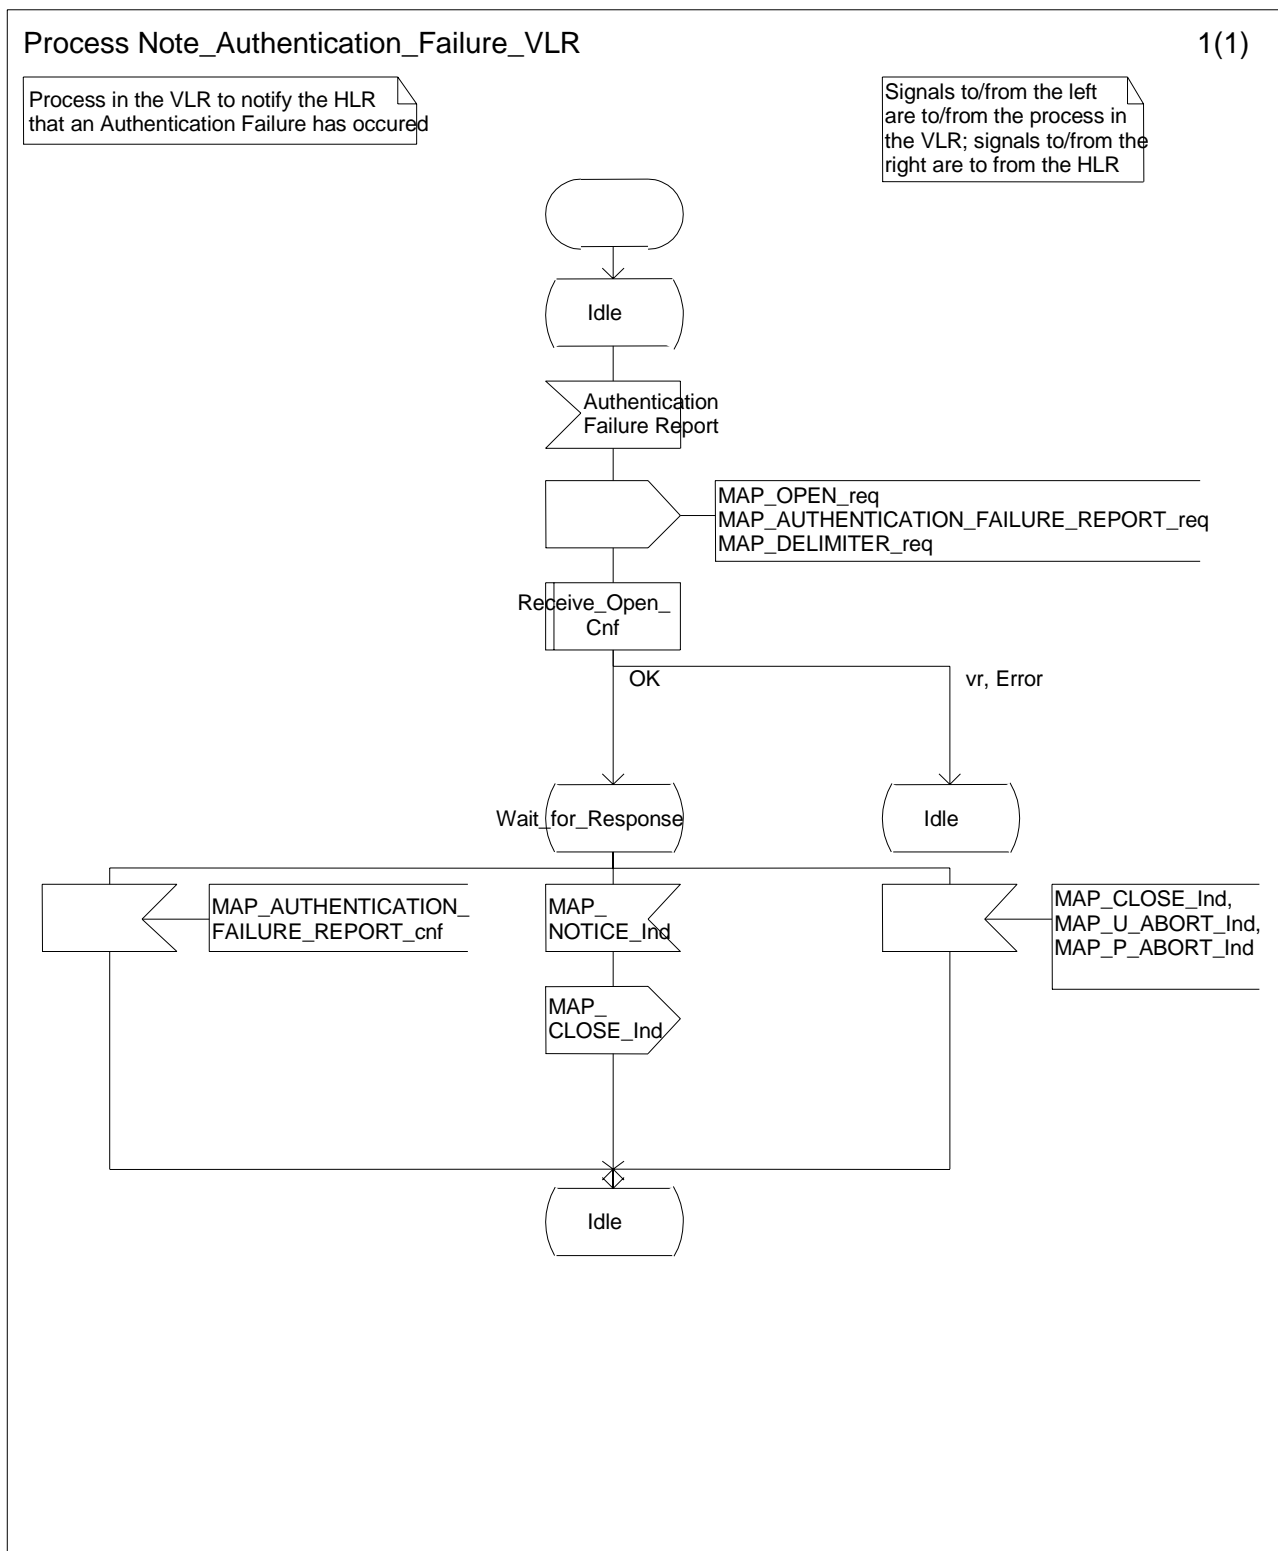 Process Note_Authentication_Failure_VLR
1(1)
Process in the VLR to notify the HLR
that an Authentication Failure has occured
Signals to/from the left
are to/from the process in
the VLR; signals to/from the
right are to from the HLR
Idle
Authentication
Failure Report
MAP_OPEN_req
MAP_AUTHENTICATION_FAILURE_REPORT_req
MAP_DELIMITER_req
Receive_Open_
Cnf
OK
vr, Error
Wait_for_Response
Idle
MAP_AUTHENTICATION_
FAILURE_REPORT_cnf
MAP_
NOTICE_Ind
MAP_CLOSE_Ind,
MAP_U_ABORT_Ind,
MAP_P_ABORT_Ind
MAP_
CLOSE_Ind
Idle